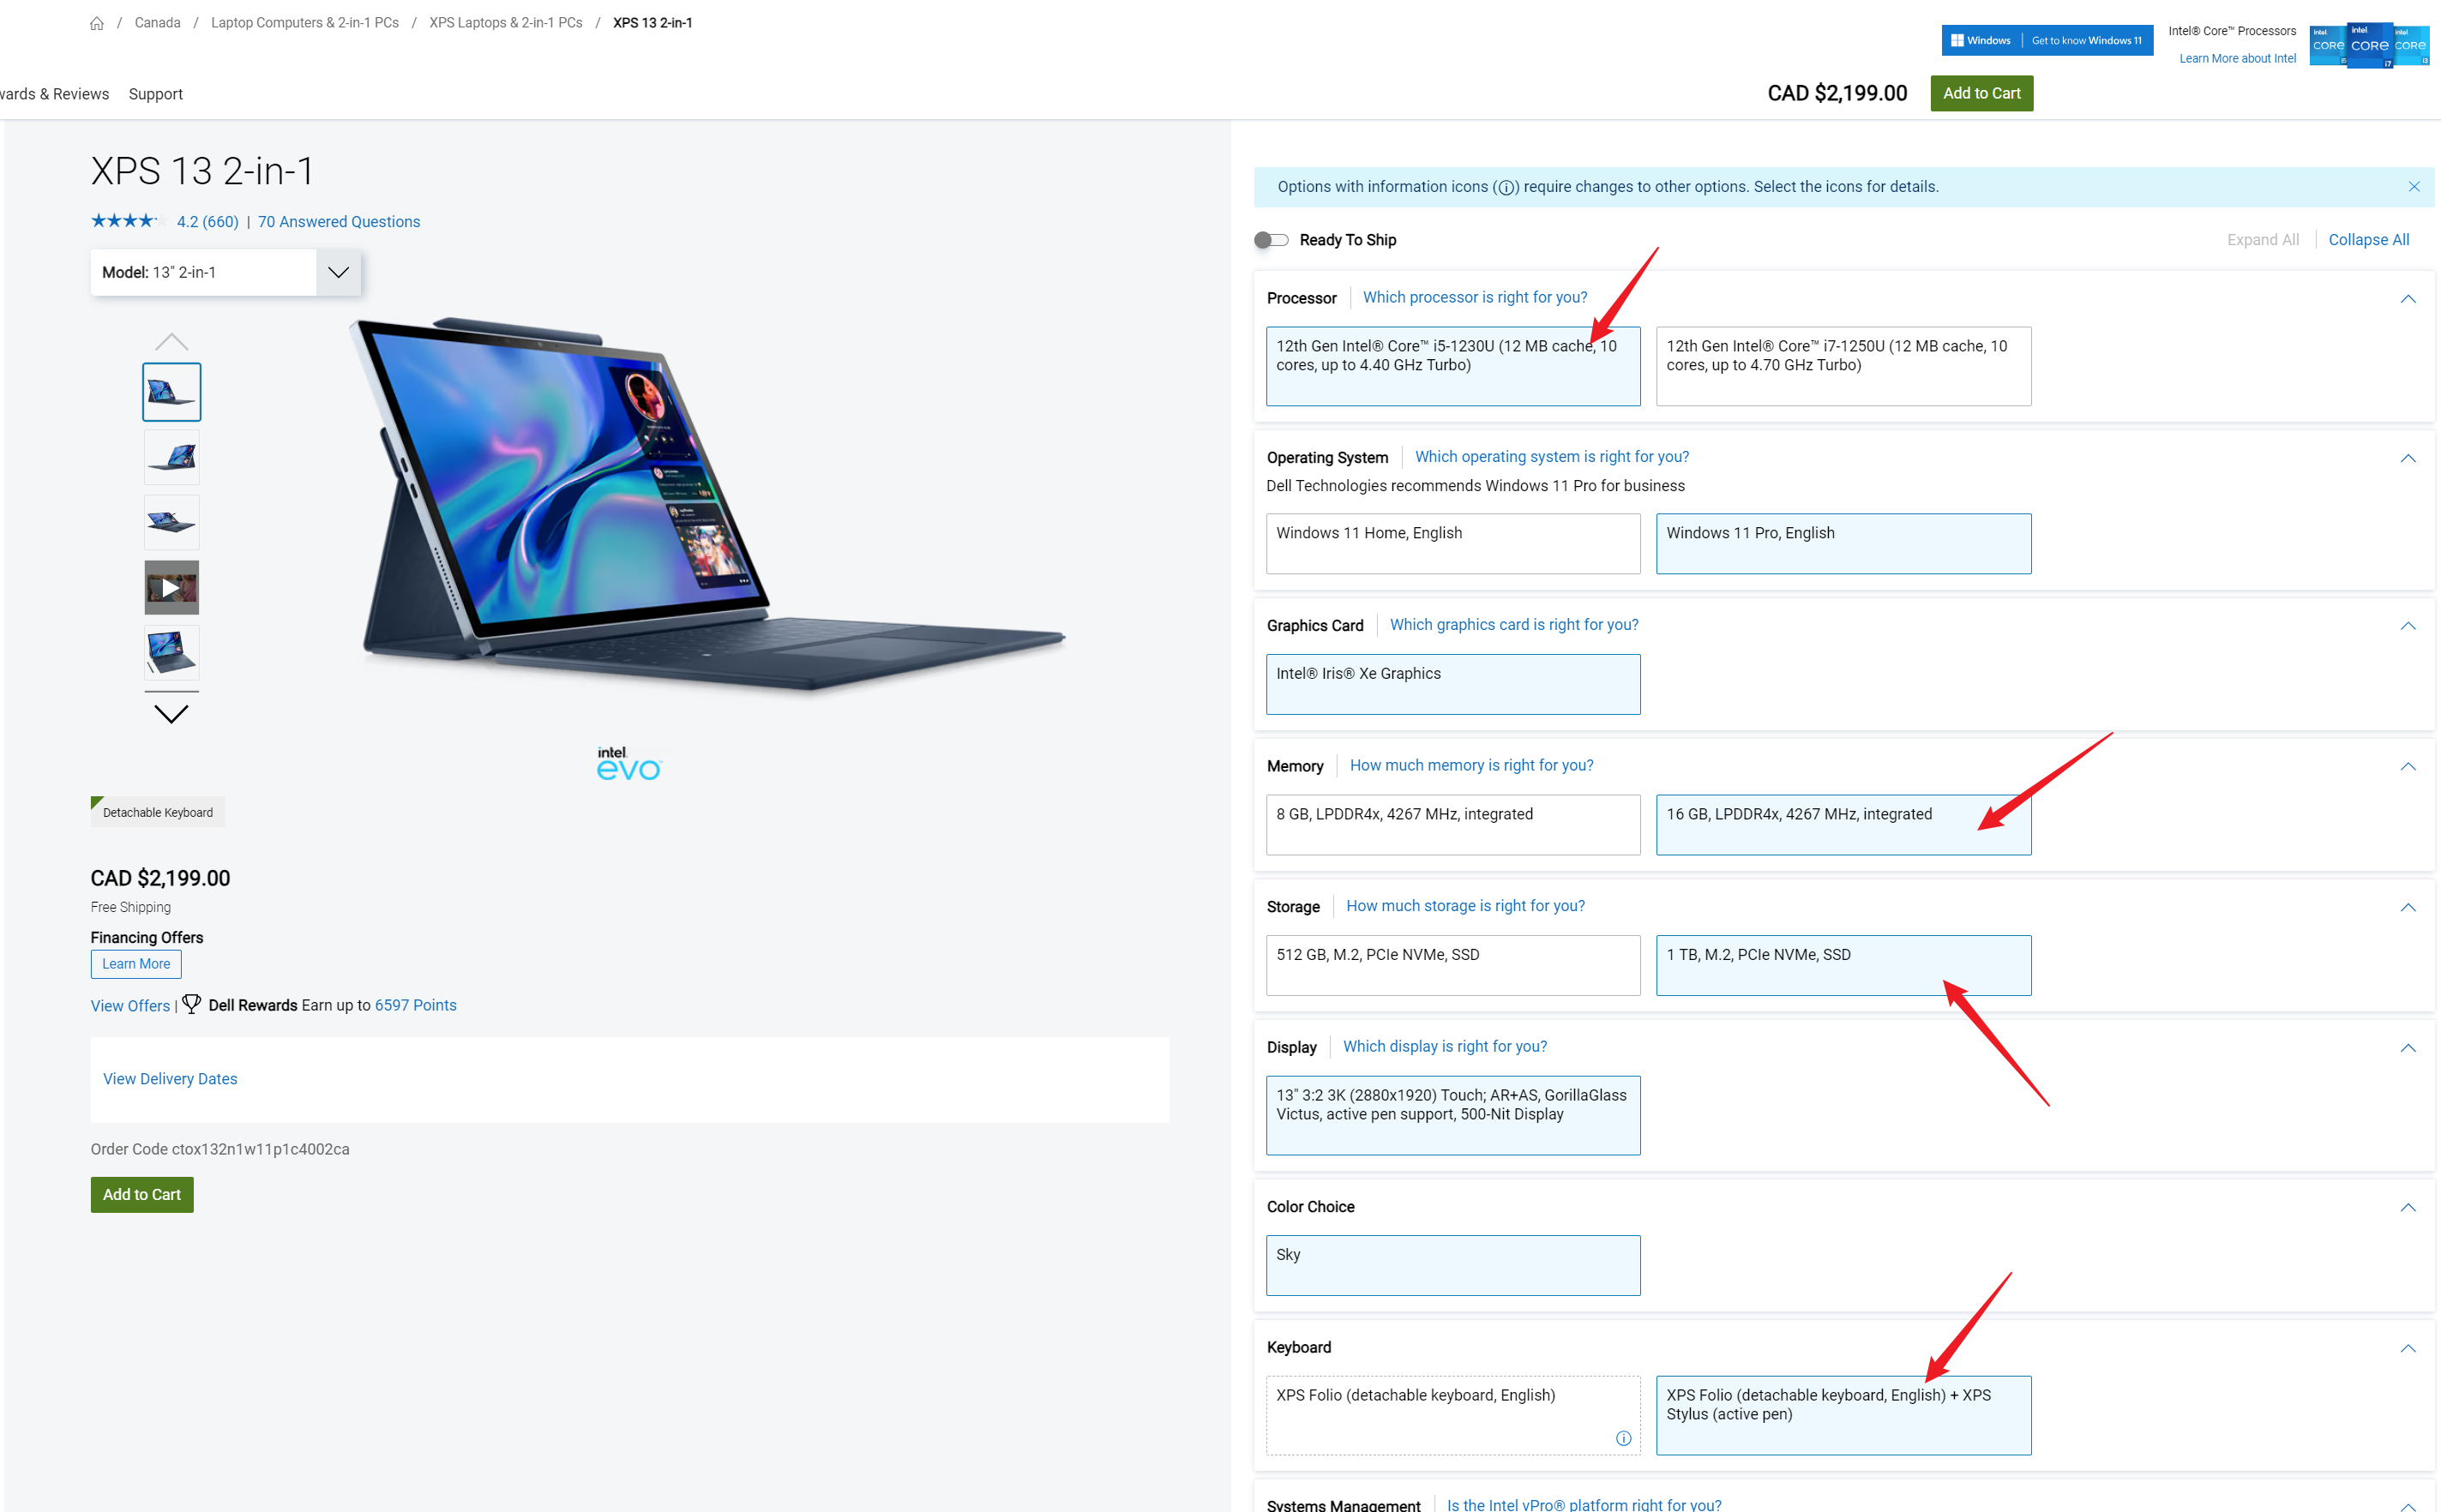 / Canada / Laptop Computers & 2-in-1 PCs / XPS Laptops & 2-in-1 PCs / XPS 13 2-in-1
Windows | Get to know Windows 11
Intel® Core™ Processors
Learn More about Intel
intel CORE i5
intel CORE i7
intel CORE i3
wards & Reviews Support
CAD $2,199.00 Add to Cart
XPS 13 2-in-1
4.2 (660) | 70 Answered Questions
Model: 13" 2-in-1
intel
evo™
Detachable Keyboard
CAD $2,199.00
Free Shipping
Financing Offers
Learn More
View Offers | Dell Rewards Earn up to 6597 Points
View Delivery Dates
Order Code ctox132n1w11p1c4002ca
Add to Cart
Options with information icons (ⓘ) require changes to other options. Select the icons for details.
Ready To Ship
Expand All | Collapse All
Processor | Which processor is right for you?
12th Gen Intel® Core™ i5-1230U (12 MB cache, 10
cores, up to 4.40 GHz Turbo)
12th Gen Intel® Core™ i7-1250U (12 MB cache, 10
cores, up to 4.70 GHz Turbo)
Operating System | Which operating system is right for you?
Dell Technologies recommends Windows 11 Pro for business
Windows 11 Home, English
Windows 11 Pro, English
Graphics Card | Which graphics card is right for you?
Intel® Iris® Xe Graphics
Memory | How much memory is right for you?
8 GB, LPDDR4x, 4267 MHz, integrated
16 GB, LPDDR4x, 4267 MHz, integrated
Storage | How much storage is right for you?
512 GB, M.2, PCIe NVMe, SSD
1 TB, M.2, PCIe NVMe, SSD
Display | Which display is right for you?
13" 3:2 3K (2880x1920) Touch; AR+AS, GorillaGlass
Victus, active pen support, 500-Nit Display
Color Choice
Sky
Keyboard
XPS Folio (detachable keyboard, English)
XPS Folio (detachable keyboard, English) + XPS
Stylus (active pen)
Systems Management | Is the Intel vPro® platform right for you?